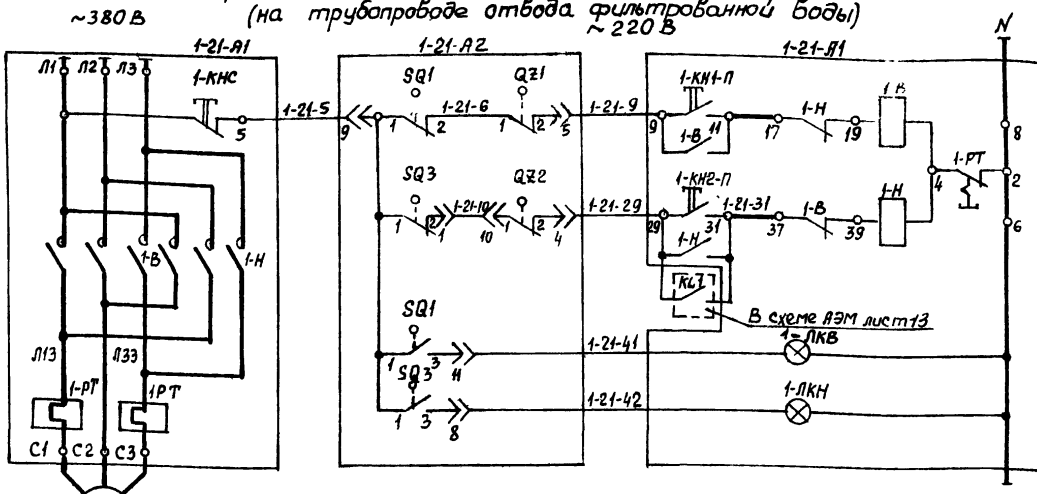 ~380 В
(на трубопроводе отвода фильтрованной воды)
~ 220 В
N
1-21-А1
1-21-А2
1-21-Я1
Л1 Л2 Л3
1-КНС
5
1-21-5
9
SQ1
1 2
1-21-6
QZ1
1 2
5
1-21-9
9
1-КН1-П
11
1-В
17
1-Н
19
1-В
8
4
1-РТ
2
SQ3
1 2
1
1-21-10
10
QZ2
1 2
4
1-21-29
29
1-КН2-П
31
1-21-31
1-Н
37
1-В
39
1-Н
6
1-В
1-Н
KL7
В схеме АЭМ лист 13
SQ1
1 3
11
1-21-41
1-ЛКВ
Л13
Л33
SQ3
1 3
8
1-21-42
1-ЛКН
1-РТ
1РТ
С1 С2 С3